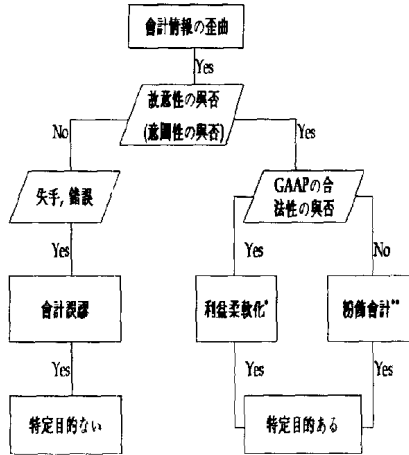 會計情報の歪曲
Yes
故意性の與否
(意圖性の與否)
No
Yes
失手, 錯誤
GAAPの合
法性の與否
Yes
Yes
No
會計誤謬
利益柔軟化*
粉飾會計**
Yes
Yes
Yes
特定目的ない
特定目的ある